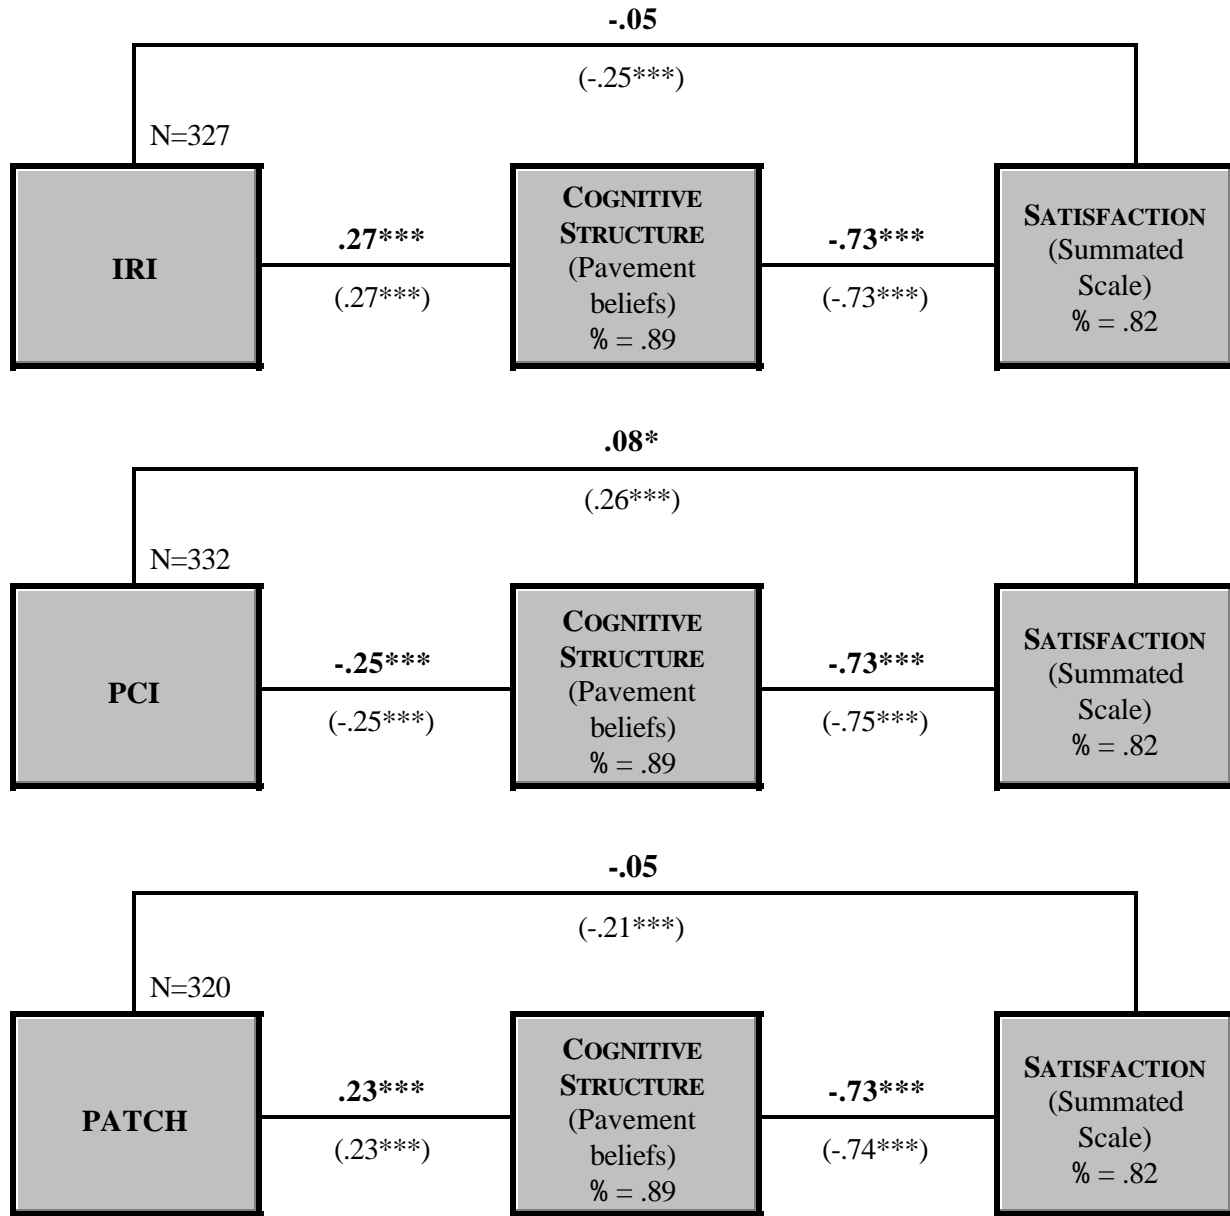 -.05
(-.25***)
N=327
IRI
.27***
(.27***)
COGNITIVE
STRUCTURE
(Pavement
beliefs)
% = .89
-.73***
(-.73***)
SATISFACTION
(Summated
Scale)
% = .82
.08*
(.26***)
N=332
PCI
-.25***
(-.25***)
COGNITIVE
STRUCTURE
(Pavement
beliefs)
% = .89
-.73***
(-.75***)
SATISFACTION
(Summated
Scale)
% = .82
-.05
(-.21***)
N=320
PATCH
.23***
(.23***)
COGNITIVE
STRUCTURE
(Pavement
beliefs)
% = .89
-.73***
(-.74***)
SATISFACTION
(Summated
Scale)
% = .82